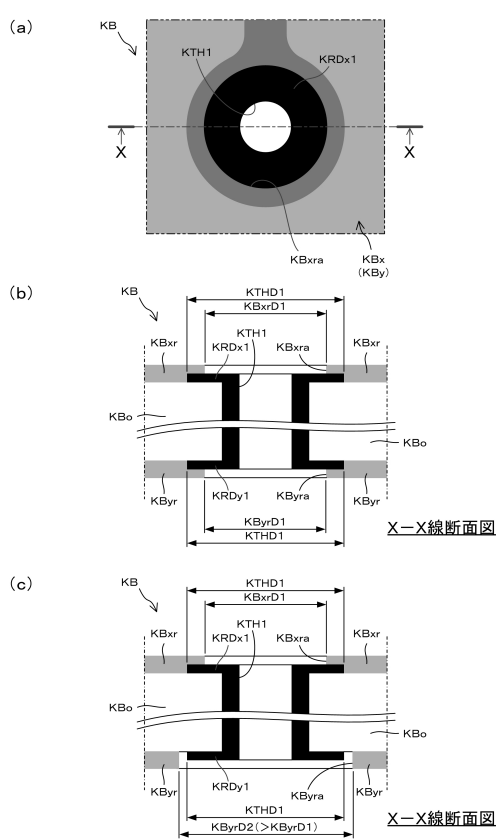 (a)
KB
KTH1
KRDx1
X
X
KBxra
KBx
(KBy)
(b)
KB
KTHD1
KBxrD1
KTH1
KBxr
KRDx1
KBxra
KBxr
KBo
KBo
KByr
KRDy1
KByra
KByr
KByrD1
KTHD1
X－X線断面図
(c)
KB
KTHD1
KBxrD1
KTH1
KBxr
KRDx1
KBxra
KBxr
KBo
KBo
KByr
KRDy1
KByra
KByr
KTHD1
KByrD2(>KByrD1)
X－X線断面図